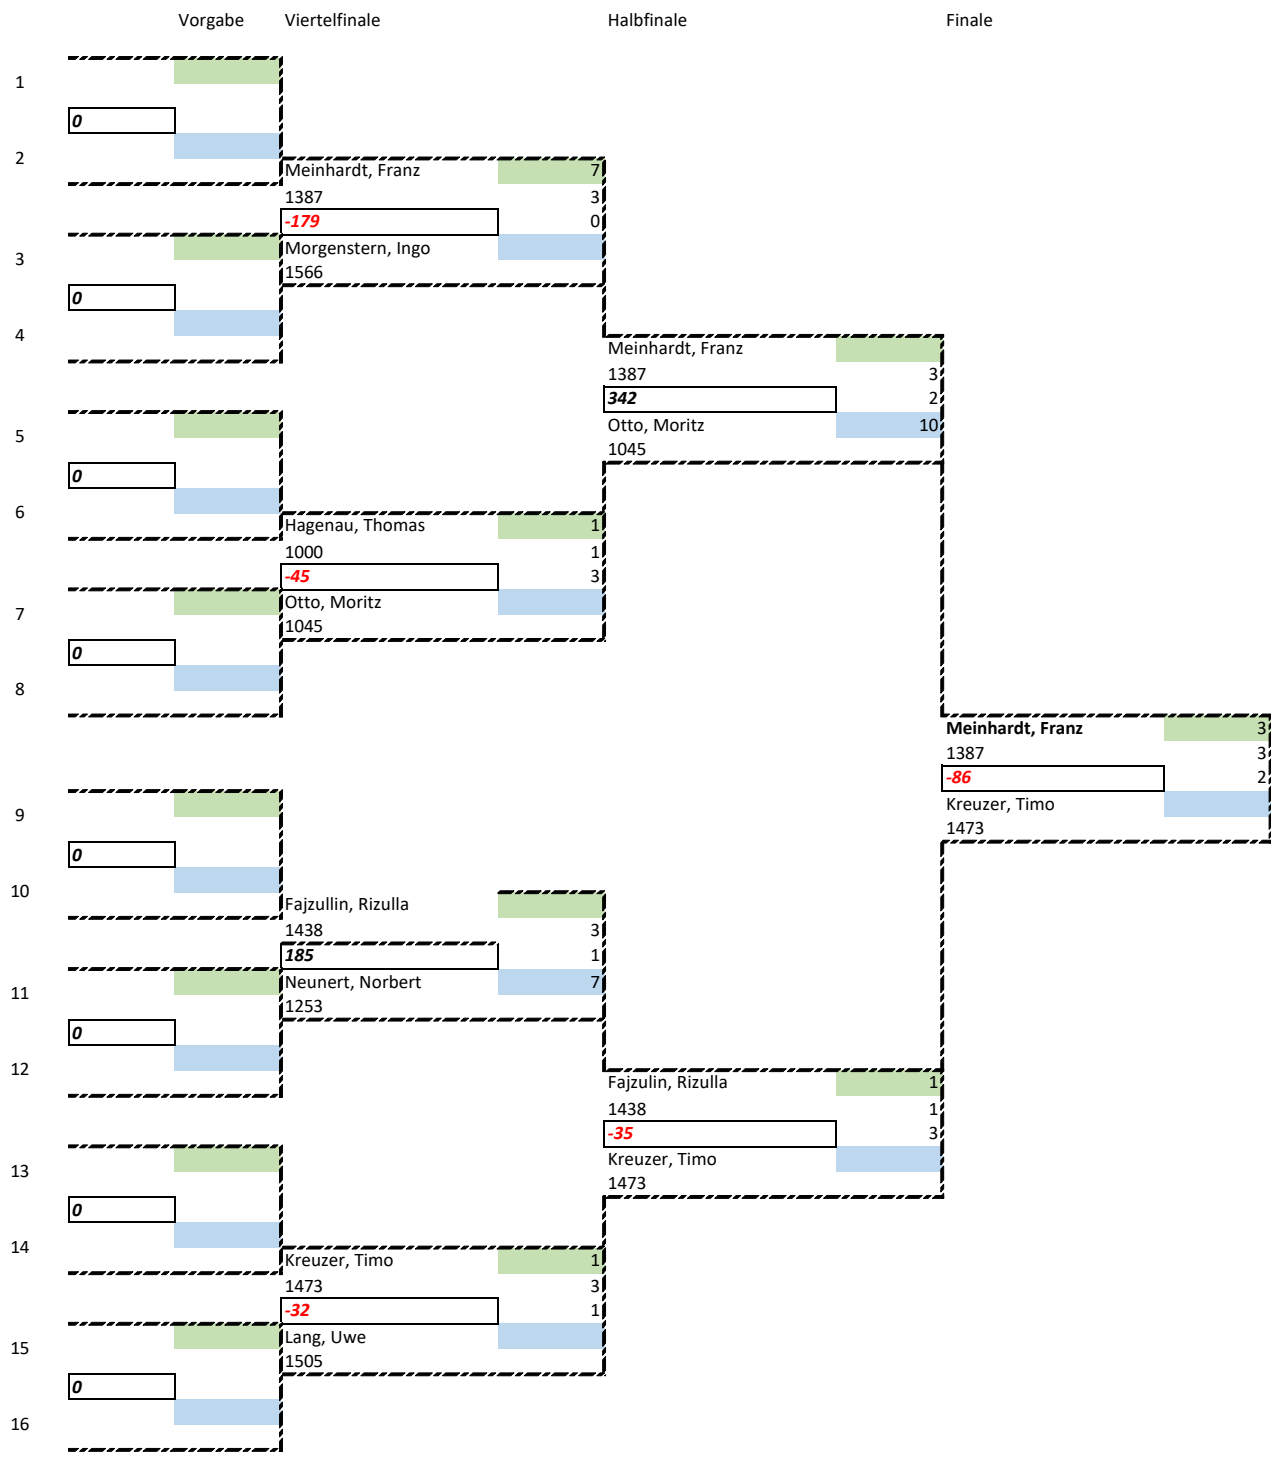 Vorgabe Viertelfinale Halbfinale Finale
1
0
2
Meinhardt, Franz 7
1387 3
-179 0
3 Morgenstern, Ingo
1566
0
4
Meinhardt, Franz
1387 3
342 2
5 Otto, Moritz 10
1045
0
6
Hagenau, Thomas 1
1000 1
-45 3
7 Otto, Moritz
1045
0
8
Meinhardt, Franz 3
1387 3
-86 2
9 Kreuzer, Timo
1473
0
10
Fajzullin, Rizulla
1438 3
185 1
11 Neunert, Norbert 7
1253
0
12
Fajzulin, Rizulla 1
1438 1
-35 3
13 Kreuzer, Timo
1473
0
14
Kreuzer, Timo 1
1473 3
-32 1
15 Lang, Uwe
1505
0
16